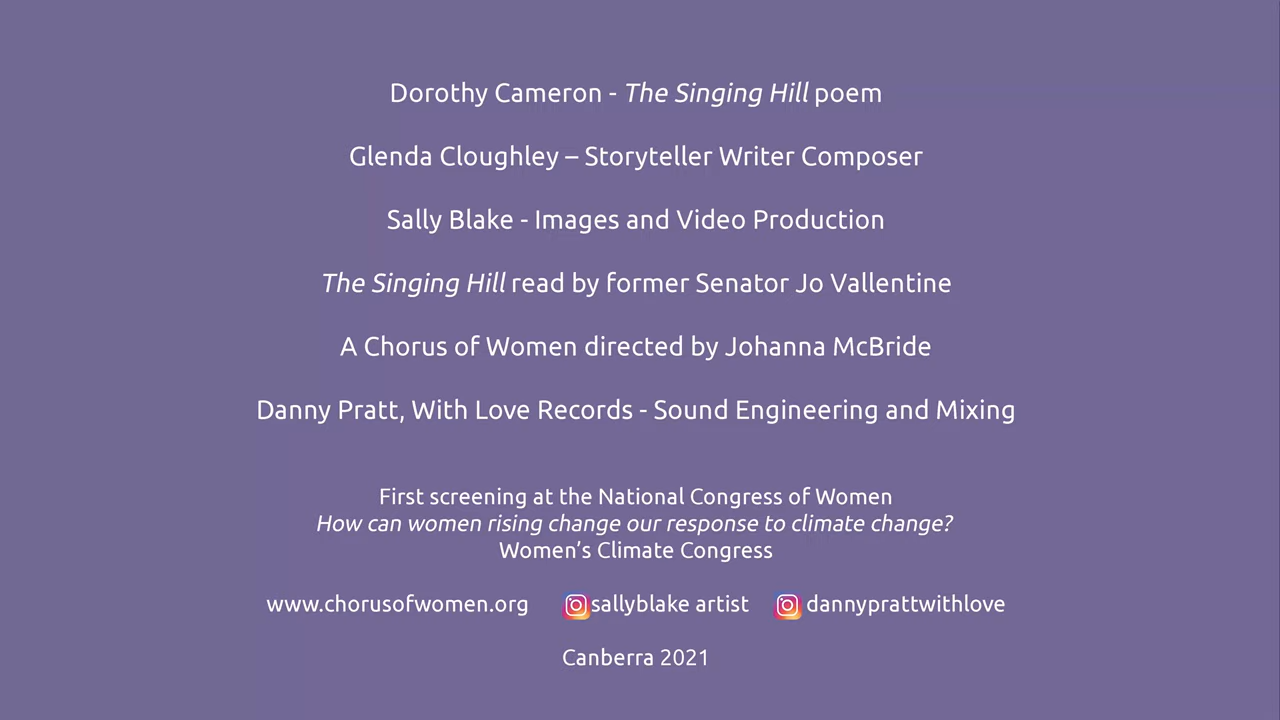 Dorothy Cameron - The Singing Hill poem
Glenda Cloughley – Storyteller Writer Composer
Sally Blake - Images and Video Production
The Singing Hill read by former Senator Jo Vallentine
A Chorus of Women directed by Johanna McBride
Danny Pratt, With Love Records - Sound Engineering and Mixing
First screening at the National Congress of Women
How can women rising change our response to climate change?
Women’s Climate Congress
www.chorusofwomen.org sallyblake artist dannyprattwithlove
Canberra 2021